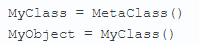 MyClass = MetaClass()
MyObject = MyClass()